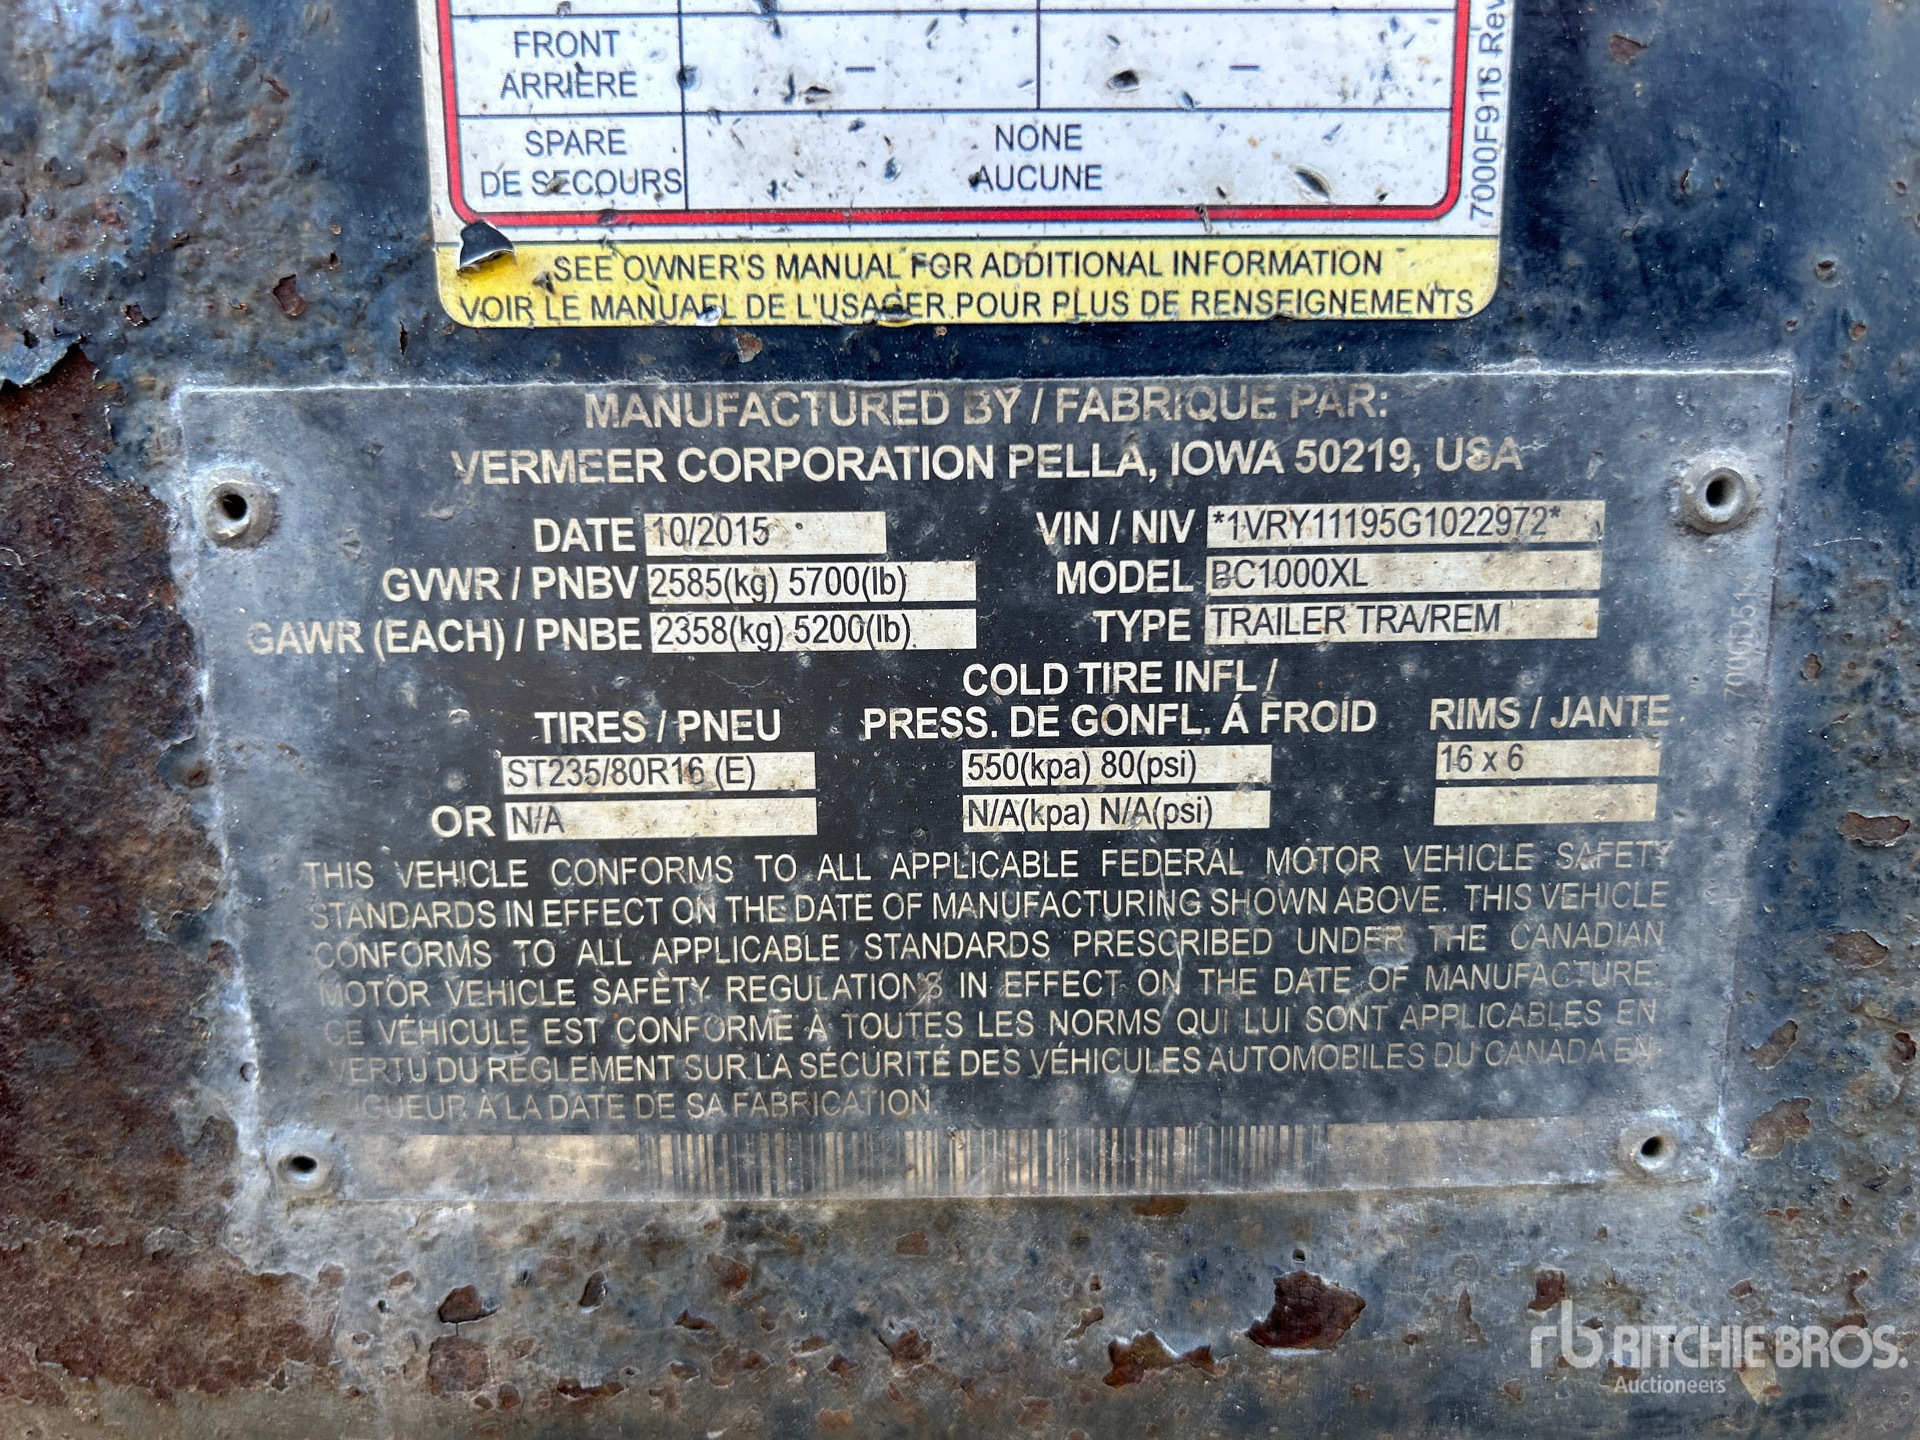 FRONT
ARRIÈRE
–
–
SPARE
DE SECOURS
NONE
AUCUNE
7000F916 Rev
SEE OWNER'S MANUAL FOR ADDITIONAL INFORMATION
VOIR LE MANUAEL DE L'USAGER POUR PLUS DE RENSEIGNEMENTS
MANUFACTURED BY / FABRIQUE PAR:
VERMEER CORPORATION PELLA, IOWA 50219, USA
DATE 10/2015
VIN / NIV *1VRY11195G1022972*
GVWR / PNBV 2585(kg) 5700(lb)
MODEL BC1000XL
GAWR (EACH) / PNBE 2358(kg) 5200(lb)
TYPE TRAILER TRA/REM
COLD TIRE INFL /
TIRES / PNEU PRESS. DE GONFL. Á FROID RIMS / JANTE
ST235/80R16 (E) 550(kpa) 80(psi) 16 x 6
OR N/A N/A(kpa) N/A(psi)
THIS VEHICLE CONFORMS TO ALL APPLICABLE FEDERAL MOTOR VEHICLE SAFETY
STANDARDS IN EFFECT ON THE DATE OF MANUFACTURING SHOWN ABOVE. THIS VEHICLE
CONFORMS TO ALL APPLICABLE STANDARDS PRESCRIBED UNDER THE CANADIAN
MOTOR VEHICLE SAFETY REGULATIONS IN EFFECT ON THE DATE OF MANUFACTURE.
CE VÉHICULE EST CONFORME À TOUTES LES NORMS QUI LUI SONT APPLICABLES EN
VERTU DU RÈGLEMENT SUR LA SÉCURITÉ DES VÉHICULES AUTOMOBILES DU CANADA EN
VIGUEUR À LA DATE DE SA FABRICATION
rb RITCHIE BROS.
Auctioneers